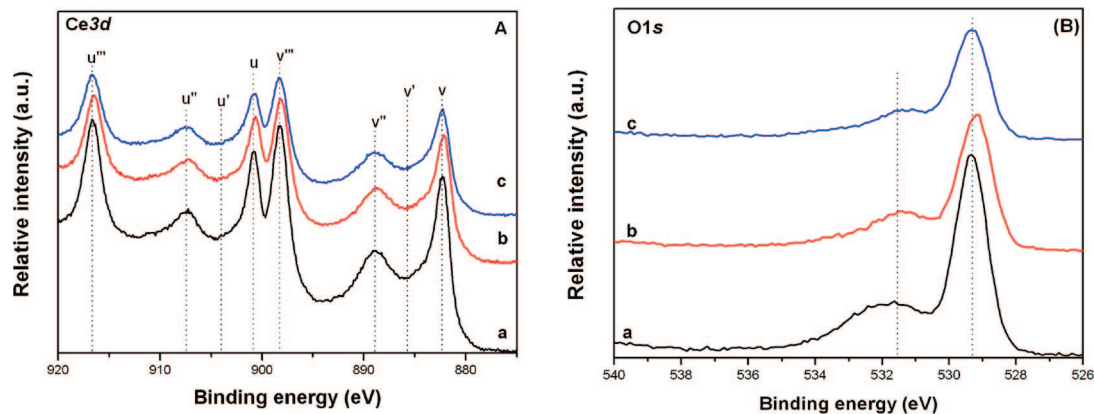 Ce3d
A
u'''
u''
u'
u
v'''
v''
v'
v
c
b
a
Relative intensity (a.u.)
920 910 900 890 880
Binding energy (eV)
O1s
(B)
c
b
a
Relative intensity (a.u.)
540 538 536 534 532 530 528 526
Binding energy (eV)